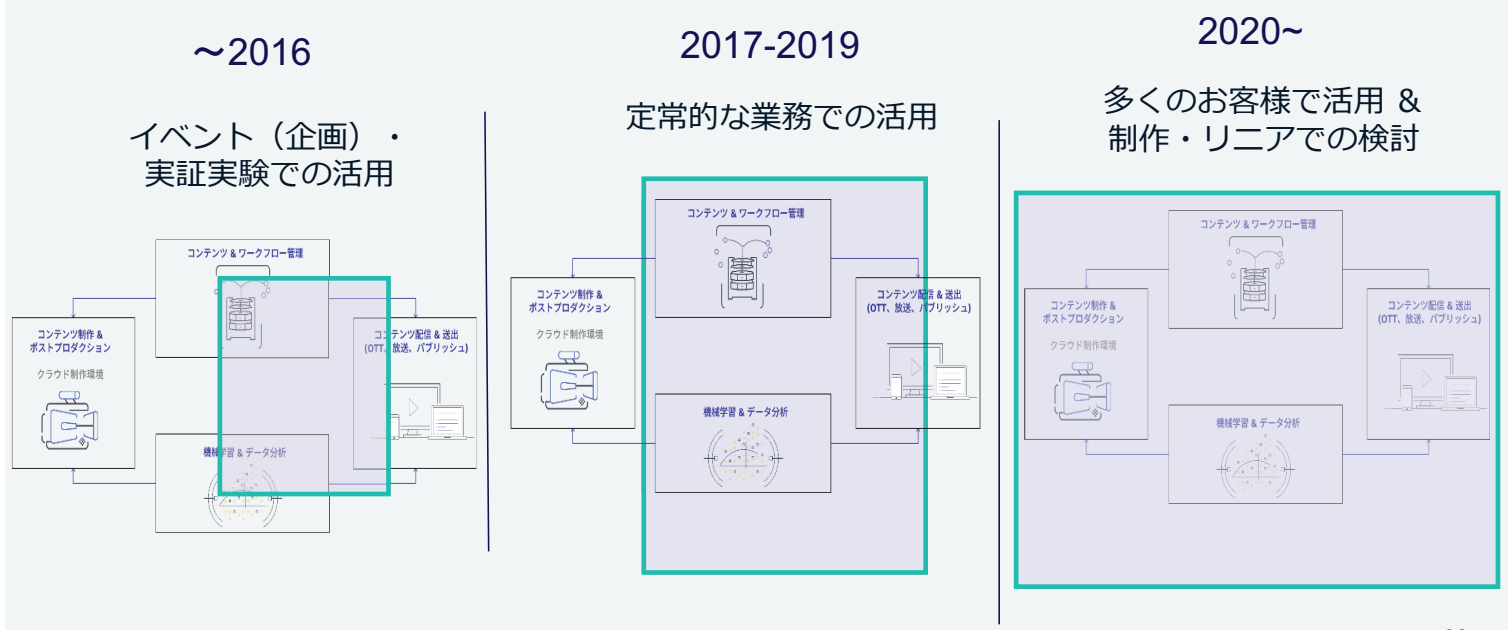 ～2016
イベント（企画）・
実証実験での活用
コンテンツ & ワークフロー管理
コンテンツ制作 &
ポストプロダクション
クラウド制作環境
コンテンツ配信 & 送出
(OTT、放送、パブリッシュ)
機械学習 & データ分析
2017-2019
定常的な業務での活用
コンテンツ & ワークフロー管理
コンテンツ制作 &
ポストプロダクション
クラウド制作環境
コンテンツ配信 & 送出
(OTT、放送、パブリッシュ)
機械学習 & データ分析
2020~
多くのお客様で活用 &
制作・リニアでの検討
コンテンツ & ワークフロー管理
コンテンツ制作 &
ポストプロダクション
クラウド制作環境
コンテンツ配信 & 送出
(OTT、放送、パブリッシュ)
機械学習 & データ分析